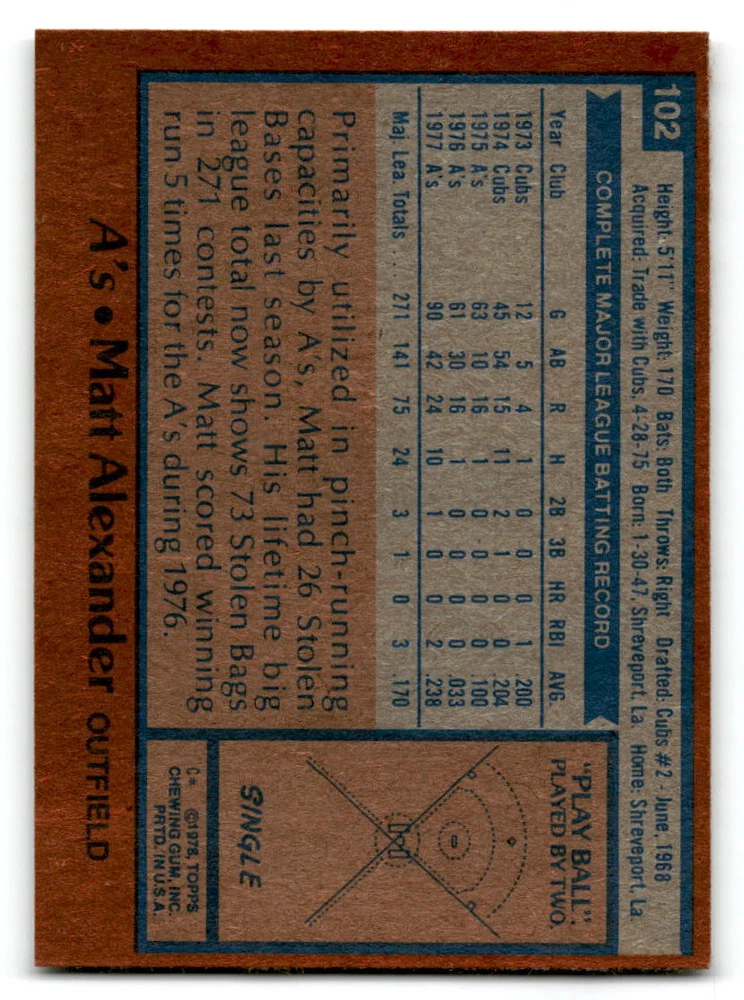 102
Height: 5'11" Weight: 170 Bats: Both Throws: Right Drafted: Cubs #2 - June, 1968
Acquired: Trade with Cubs, 4-28-75 Born: 1-30-47, Shreveport, La. Home: Shreveport, La.
COMPLETE MAJOR LEAGUE BATTING RECORD
Year Club G AB R H 2B 3B HR RBI AVG.
1973 Cubs 12 5 4 1 0 0 0 1 .200
1974 Cubs 45 54 15 11 2 1 0 0 .204
1975 A's 63 10 16 1 0 0 0 0 .100
1976 A's 61 30 16 1 0 0 0 0 .033
1977 A's 90 42 24 10 1 0 0 2 .238
Maj. Lea. Totals .... 271 141 75 24 3 1 0 3 .170
Primarily utilized in pinch-running
capacities by A's, Matt had 26 Stolen
Bases last season. His lifetime big
league total now shows 73 Stolen Bags
in 271 contests. Matt scored winning
run 5 times for the A's during 1976.
"PLAY BALL"
PLAYED BY TWO.
SINGLE
C* ©1978, TOPPS
CHEWING GUM, INC.
PRTD. IN U.S.A.
A's • Matt Alexander OUTFIELD